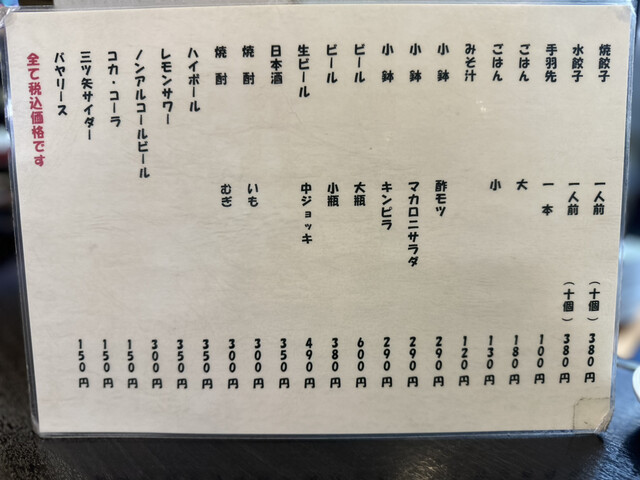 焼餃子 一人前 (十個) 380円
水餃子 一人前 (十個) 380円
手羽先 一本 100円
ごはん 大 180円
ごはん 小 130円
みそ汁 120円
小鉢 酢モツ 290円
小鉢 マカロニサラダ 290円
小鉢 キンピラ 290円
ビール 大瓶 600円
ビール 小瓶 380円
生ビール 中ジョッキ 490円
日本酒 350円
焼酎 いも 300円
焼酎 むぎ 300円
ハイボール 350円
レモンサワー 350円
ノンアルコールビール 300円
コカ・コーラ 150円
三ツ矢サイダー 150円
バヤリース 150円
全て税込価格です